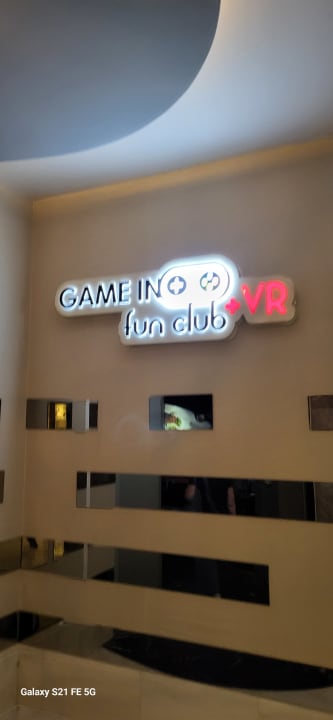 GAME IN
fun club
+VR
Galaxy S21 FE 5G